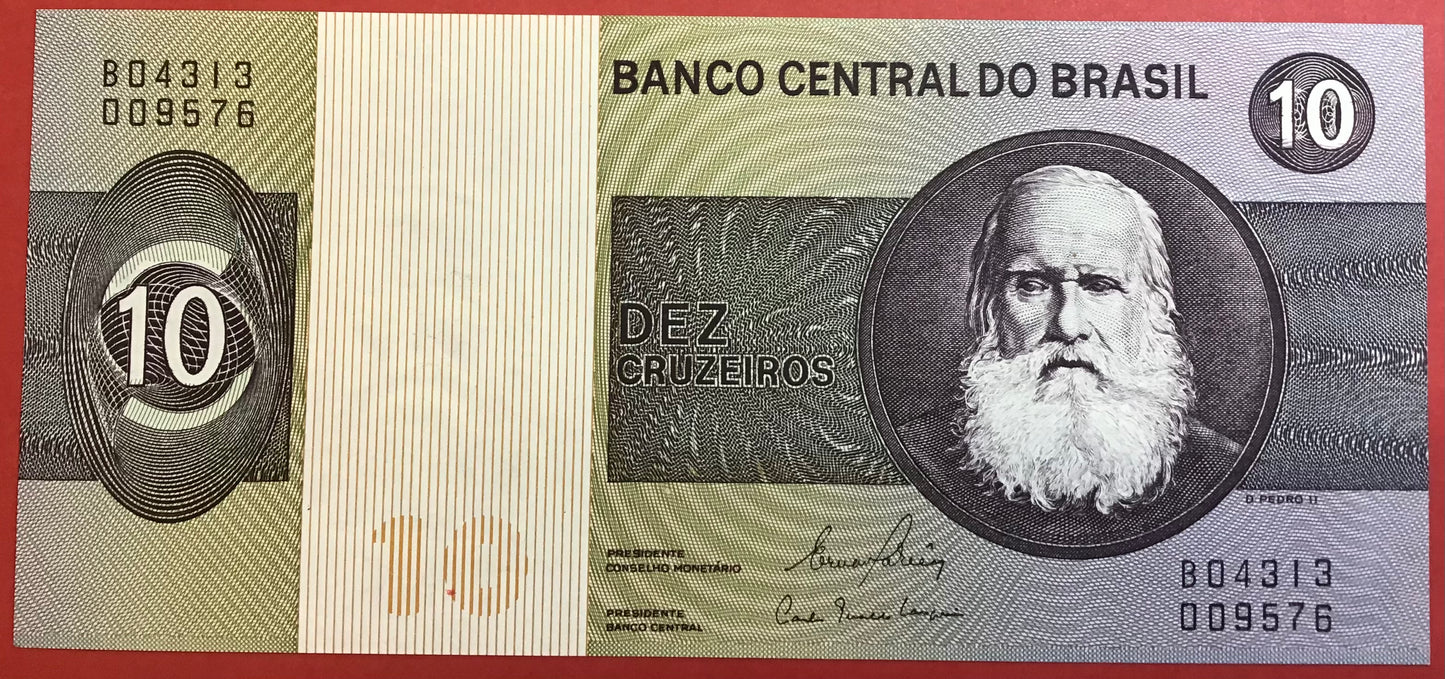 B04313
009576
BANCO CENTRAL DO BRASIL
10
10
DEZ
CRUZEIROS
D. PEDRO II
10
PRESIDENTE
CONSELHO MONETÁRIO
PRESIDENTE
BANCO CENTRAL
B04313
009576